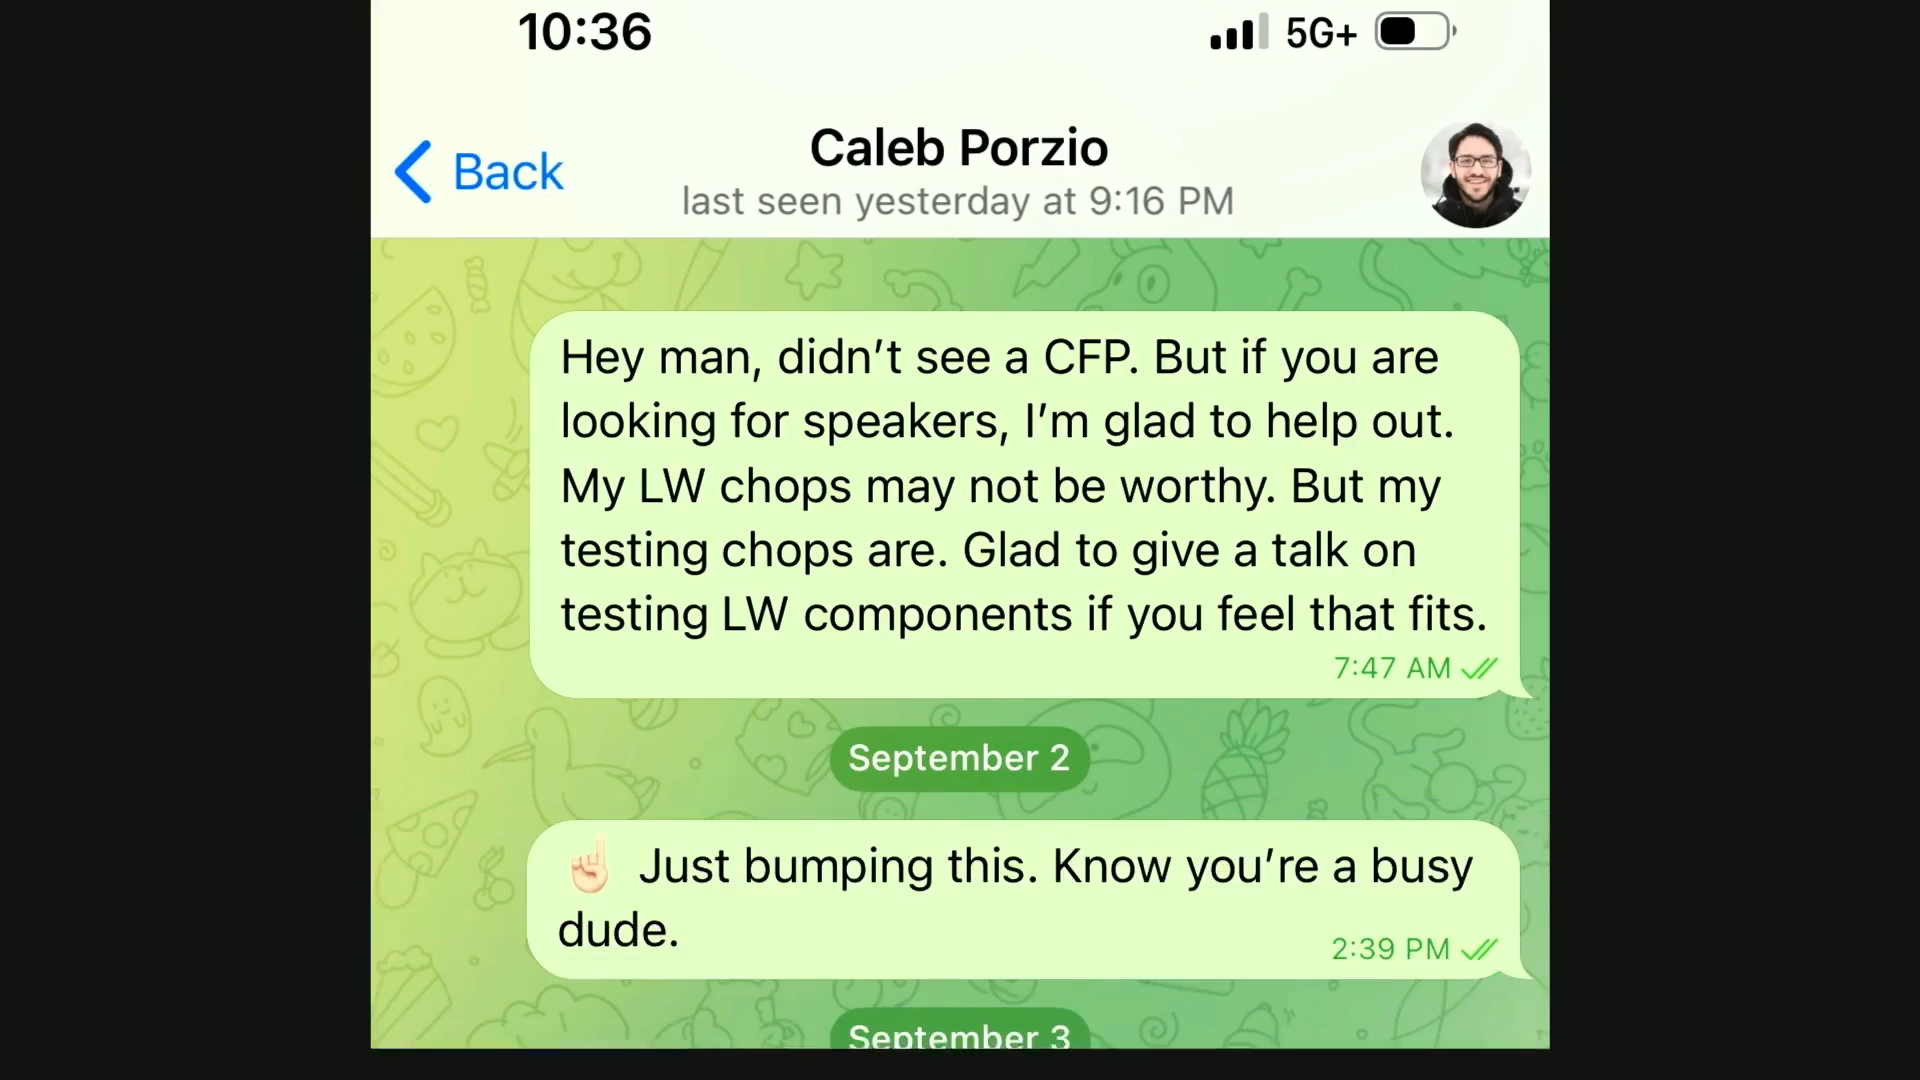 10:36
5G+
Back
Caleb Porzio
last seen yesterday at 9:16 PM
Hey man, didn’t see a CFP. But if you are
looking for speakers, I’m glad to help out.
My LW chops may not be worthy. But my
testing chops are. Glad to give a talk on
testing LW components if you feel that fits.
7:47 AM
September 2
☝🏻 Just bumping this. Know you’re a busy
dude.
2:39 PM
September 3